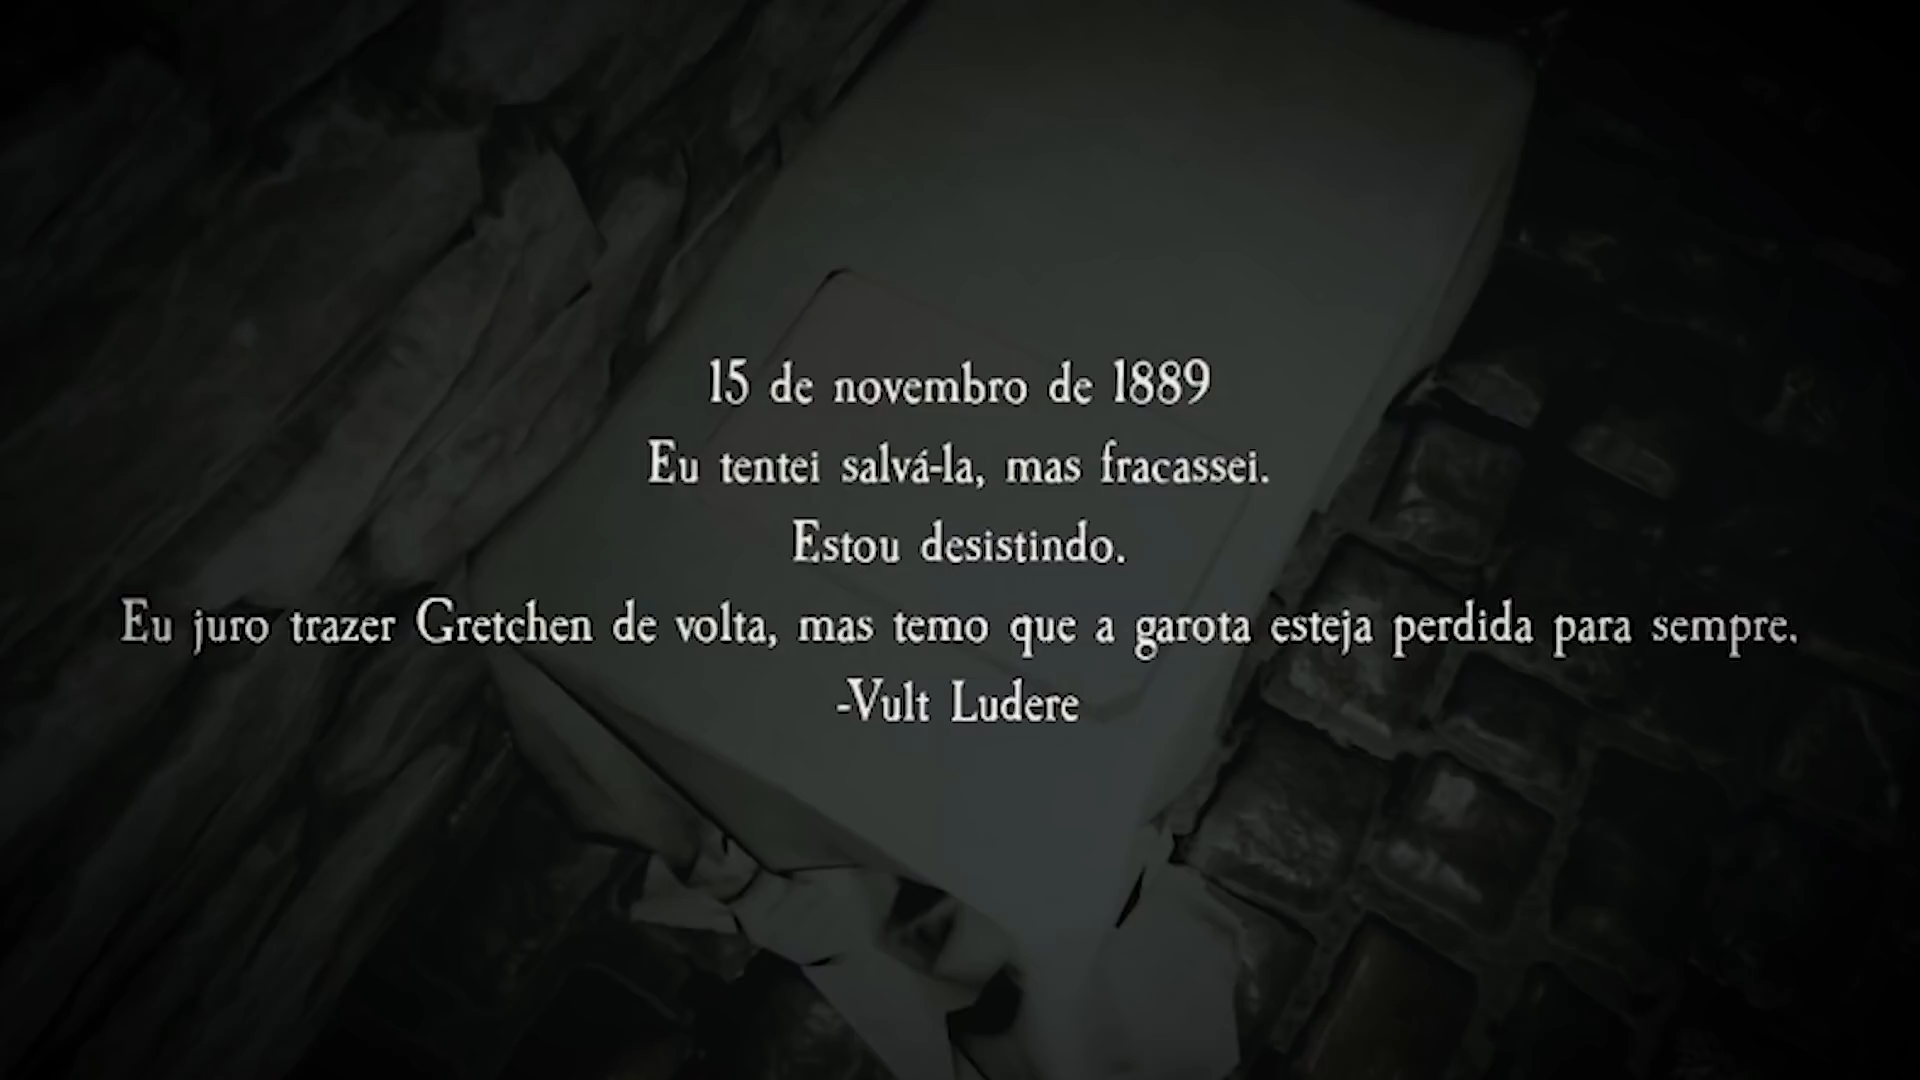 15 de novembro de 1889
Eu tentei salvá-la, mas fracassei.
Estou desistindo.
Eu juro trazer Gretchen de volta, mas temo que a garota esteja perdida para sempre.
-Vult Ludere